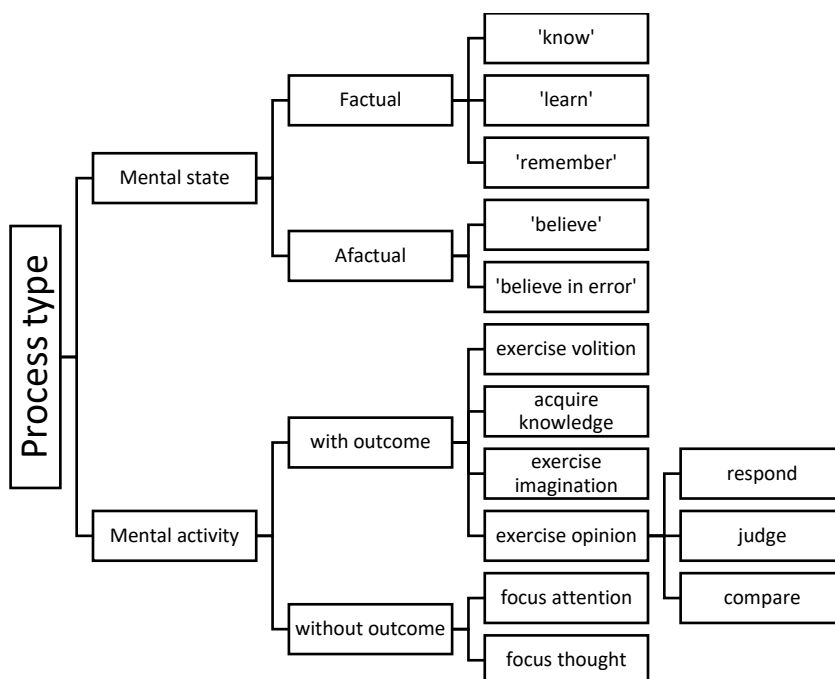 Process type
Mental state
Factual
'know'
'learn'
'remember'
Afactual
'believe'
'believe in error'
Mental activity
with outcome
exercise volition
acquire
knowledge
exercise
imagination
exercise opinion
respond
judge
compare
without outcome
focus attention
focus thought